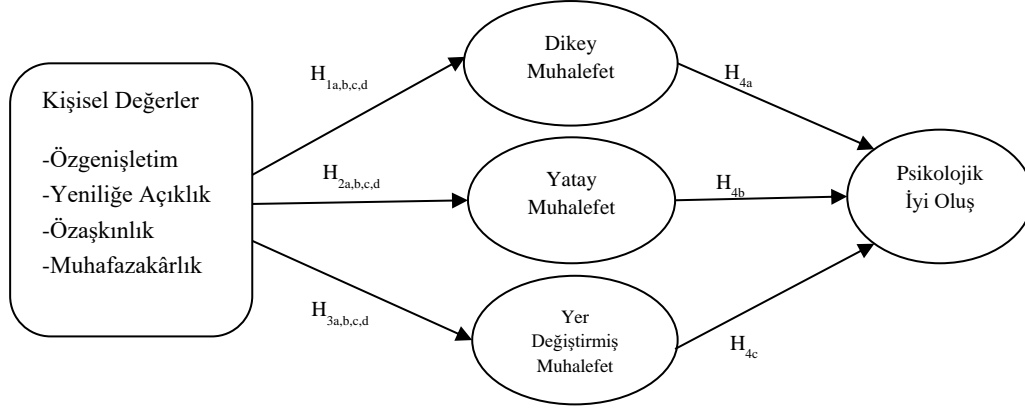 Kişisel Değerler
-Özgenişletim
-Yeniliğe Açıklık
-Özaşkınlık
-Muhafazakârlık
H1a,b,c,d
H2a,b,c,d
H3a,b,c,d
Dikey
Muhalefet
Yatay
Muhalefet
Yer
Değiştirmiş
Muhalefet
H4a
H4b
H4c
Psikolojik
İyi Oluş